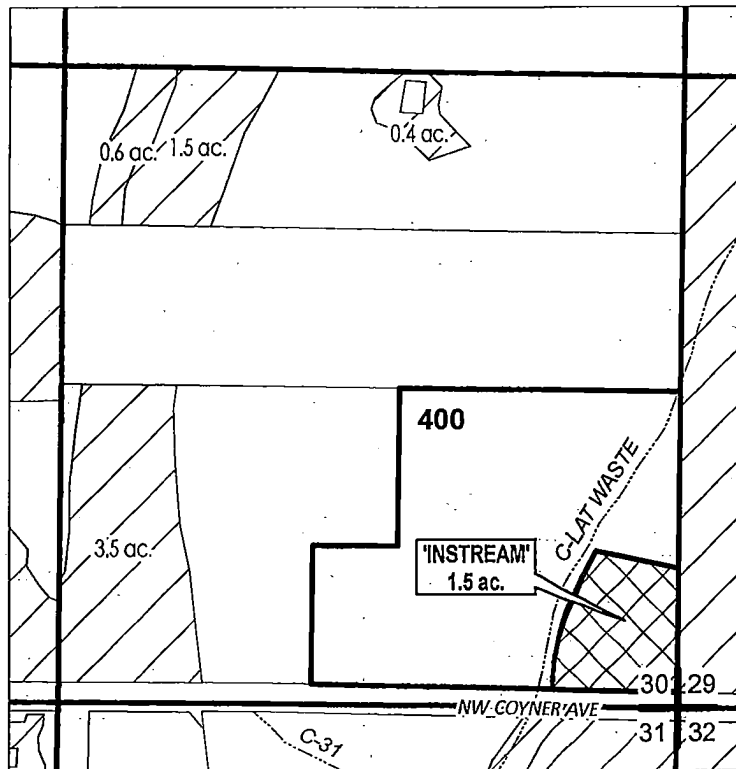 0.6 ac. 1.5 ac.
0.4 ac.
400
C-LAT WASTE
3.5 ac.
'INSTREAM'
1.5 ac.
30 29
NW COYNER AVE
31 32
C-31